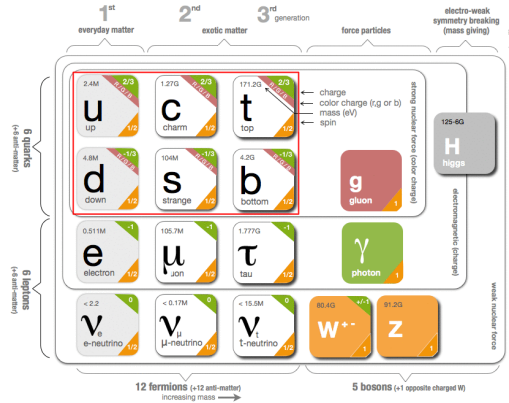 1st 2nd 3rd generation
everyday matter exotic matter force particles
electro-weak
symmetry breaking
(mass giving)
6 quarks
(+6 anti-matter)
2.4M 2/3 R/G/B
u
up 1/2
1.27G 2/3 R/G/B
c
charm 1/2
171.2G 2/3 R/G/B
t
top 1/2
charge
color charge (r,g or b)
mass (eV)
spin
strong nuclear force (color charge)
125-6G
H
higgs
4.8M -1/3 R/G/B
d
down 1/2
104M -1/3 R/G/B
s
strange 1/2
4.2G -1/3 R/G/B
b
bottom 1/2
g
gluon 1
electromagnetic (charge)
6 leptons
(+6 anti-matter)
0.511M -1
e
electron 1/2
105.7M -1
μ
uon 1/2
1.777G -1
τ
tau 1/2
γ
photon 1
weak nuclear force
< 2.2 0
νe
e-neutrino 1/2
< 0.17M 0
νμ
μ-neutrino 1/2
< 15.5M 0
νt
t-neutrino 1/2
80.4G +/-1
W+-
1
91.2G
Z
1
12 fermions (+12 anti-matter)
increasing mass
5 bosons (+1 opposite charged W)